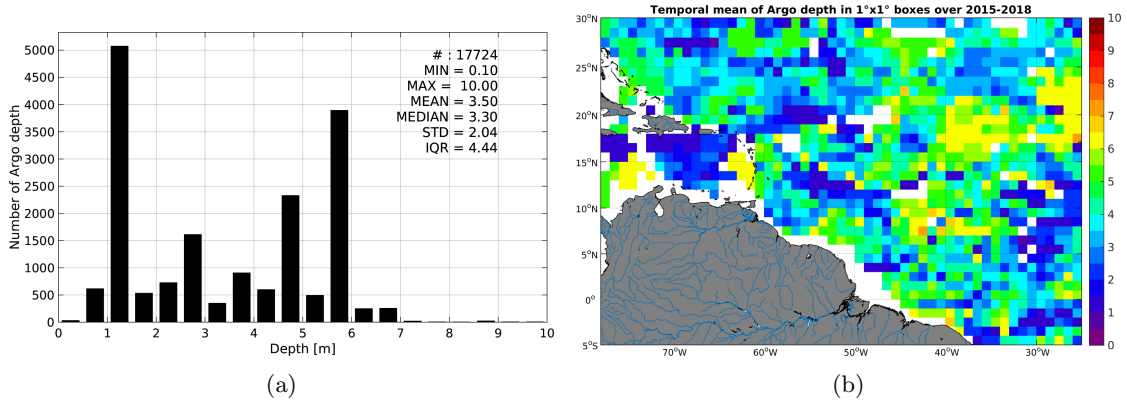 5000
4500
4000
3500
3000
2500
2000
1500
1000
500
0
Number of Argo depth
# : 17724
MIN = 0.10
MAX = 10.00
MEAN = 3.50
MEDIAN = 3.30
STD = 2.04
IQR = 4.44
0 1 2 3 4 5 6 7 8 9 10
Depth [m]
(a)
Temporal mean of Argo depth in 1°x1° boxes over 2015-2018
30°N
25°N
20°N
15°N
10°N
5°N
0°
5°S
70°W 60°W 50°W 40°W 30°W
10
9
8
7
6
5
4
3
2
1
0
(b)